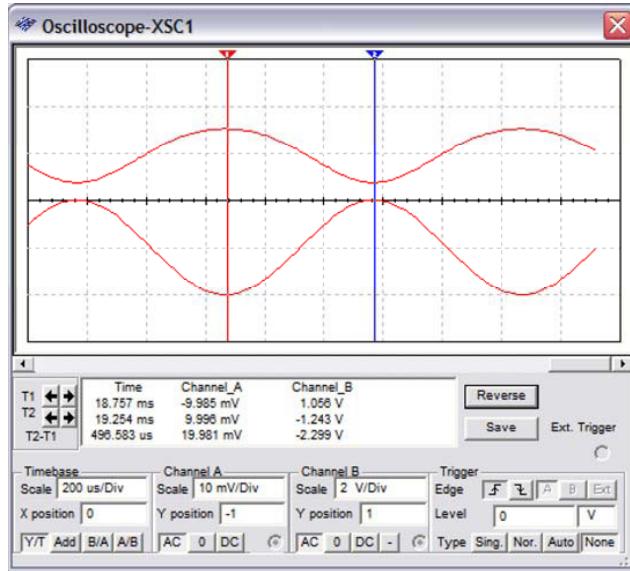 Oscilloscope-XSC1
1
2
T1
T2
T2-T1
Time Channel_A Channel_B
18.757 ms -9.985 mV 1.056 V
19.254 ms 9.996 mV -1.243 V
496.583 us 19.981 mV -2.299 V
Reverse
Save
Ext. Trigger
Timebase
Scale 200 us/Div
X position 0
Y/T Add B/A A/B
Channel A
Scale 10 mV/Div
Y position -1
AC 0 DC
Channel B
Scale 2 V/Div
Y position 1
AC 0 DC -
Trigger
Edge A B Ext
Level 0 V
Type Sing. Nor. Auto None